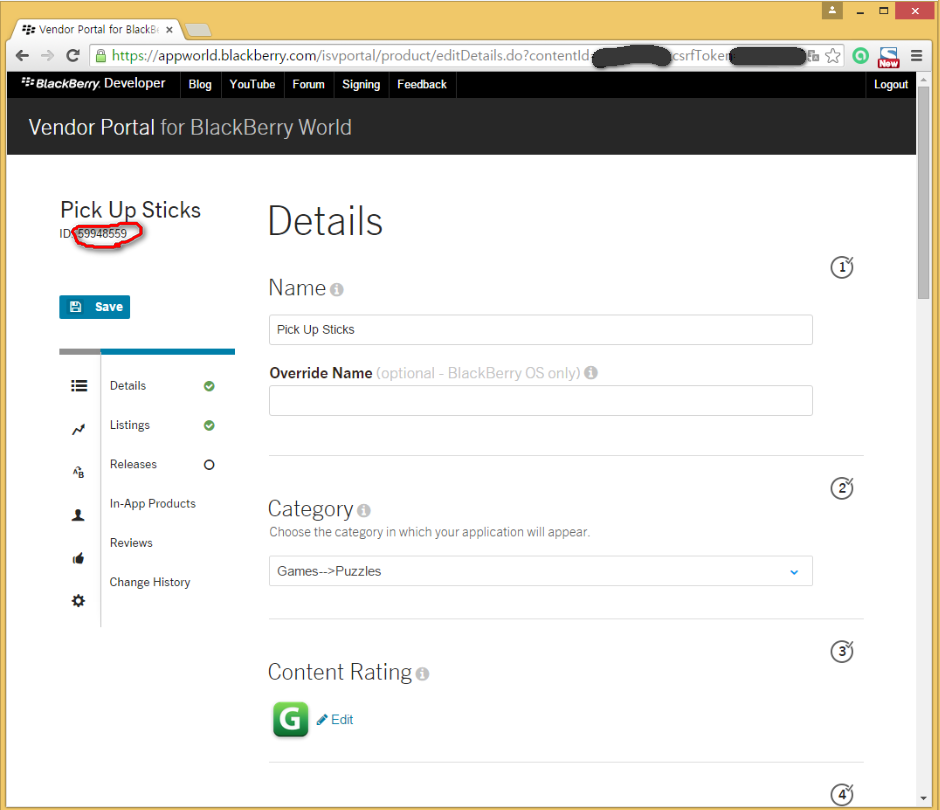 Vendor Portal for BlackBe
https://appworld.blackberry.com/isvportal/product/editDetails.do?contentId csrfToken
New
BlackBerry. Developer Blog YouTube Forum Signing Feedback Logout
Vendor Portal for BlackBerry World
Pick Up Sticks
ID: 59948559
Save
Details
Listings
Releases
In-App Products
Reviews
Change History
Details
1
Name
Pick Up Sticks
Override Name (optional - BlackBerry OS only)
2
Category
Choose the category in which your application will appear.
Games-->Puzzles
3
Content Rating
G Edit
4